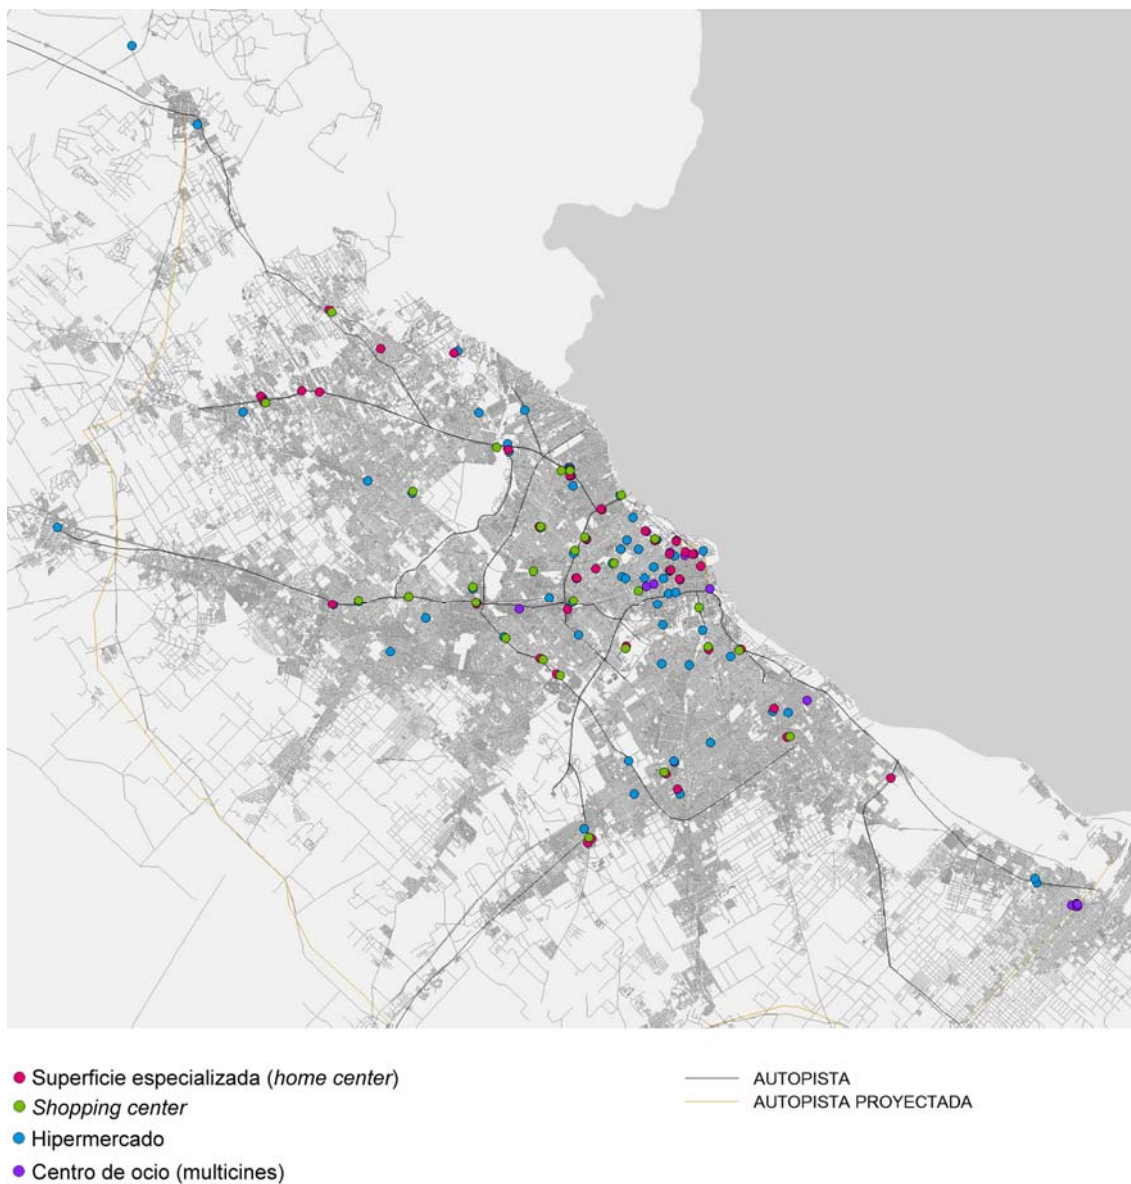 Superficie especializada (home center)
Shopping center
Hipermercado
Centro de ocio (multicines)
AUTOPISTA
AUTOPISTA PROYECTADA